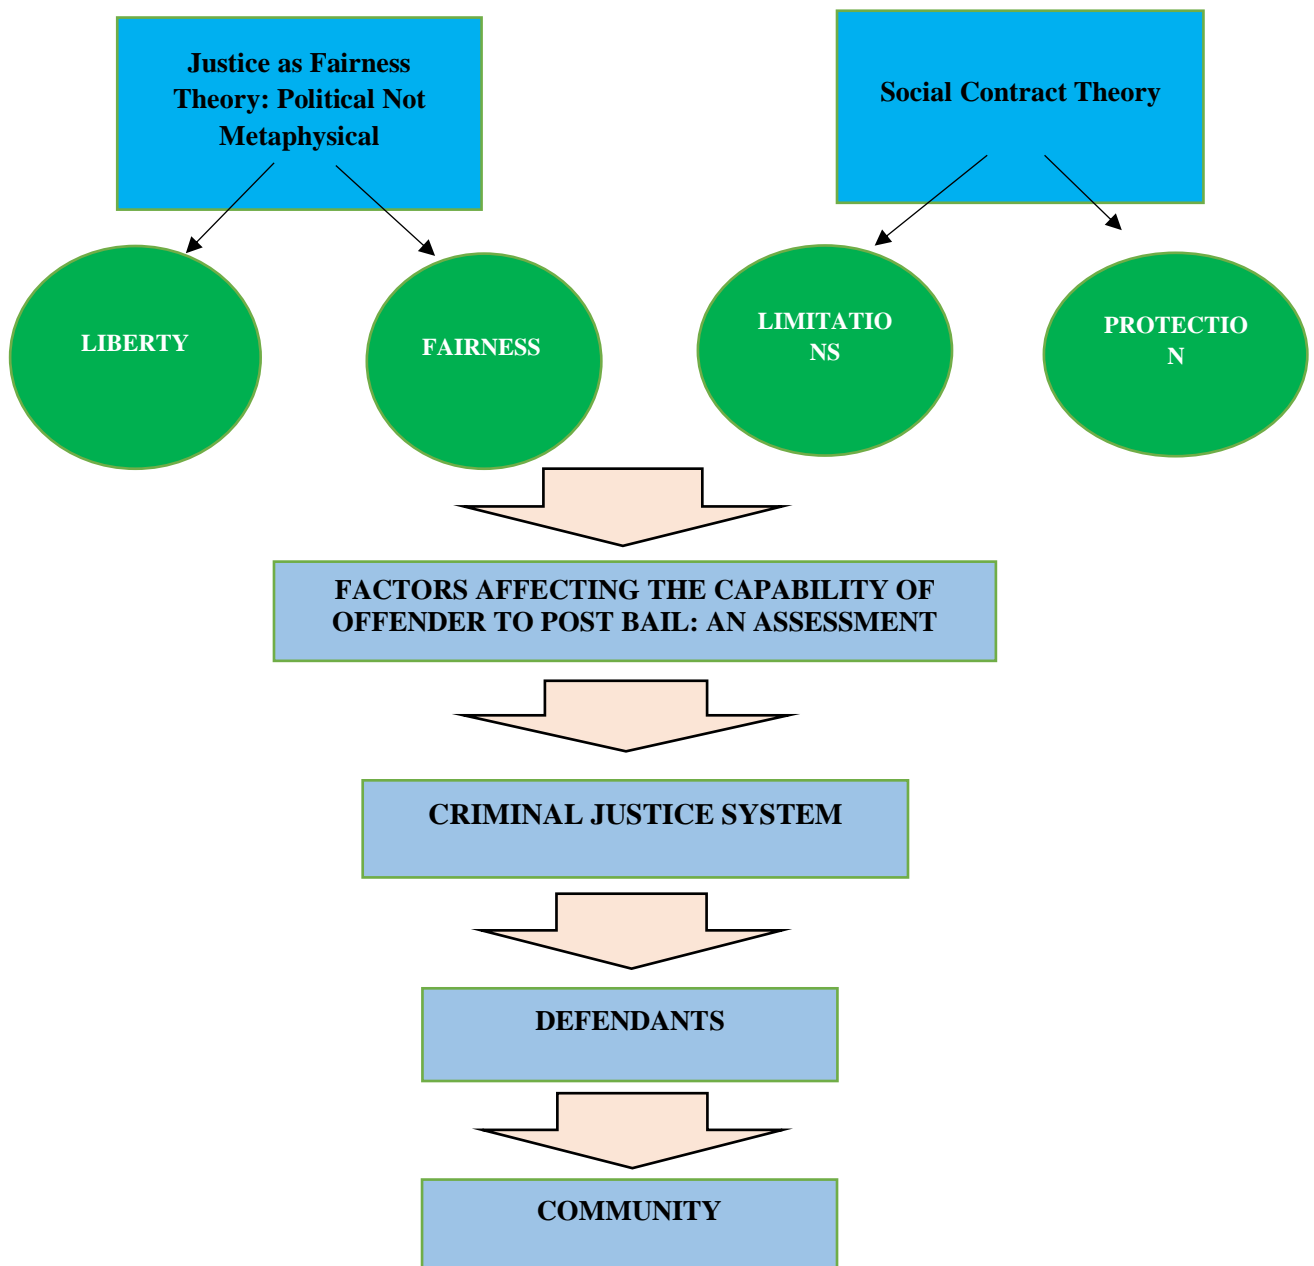 Justice as Fairness
Theory: Political Not
Metaphysical
Social Contract Theory
LIBERTY
FAIRNESS
LIMITATIO
NS
PROTECTIO
N
FACTORS AFFECTING THE CAPABILITY OF
OFFENDER TO POST BAIL: AN ASSESSMENT
CRIMINAL JUSTICE SYSTEM
DEFENDANTS
COMMUNITY